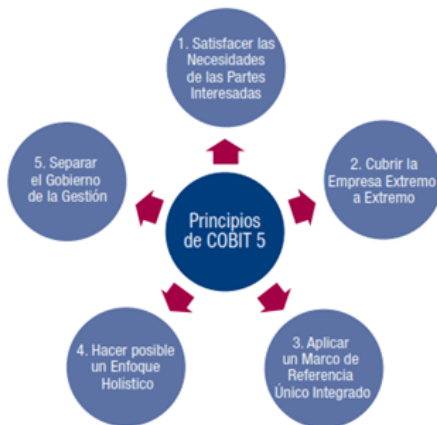 1. Satisfacer las
Necesidades
de las Partes
Interesadas
5. Separar
el Gobierno
de la Gestión
2. Cubrir la
Empresa Extremo
a Extremo
Principios
de COBIT 5
4. Hacer posible
un Enfoque
Holístico
3. Aplicar
un Marco de
Referencia
Único Integrado